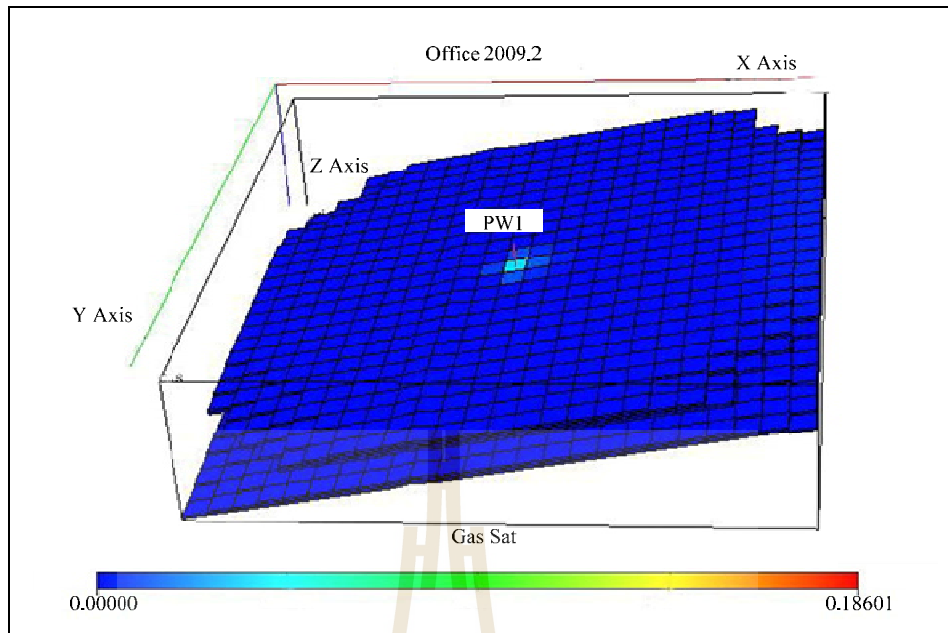 Office 2009.2
X Axis
Z Axis
PW1
Y Axis
Gas Sat
0.00000
0.18601